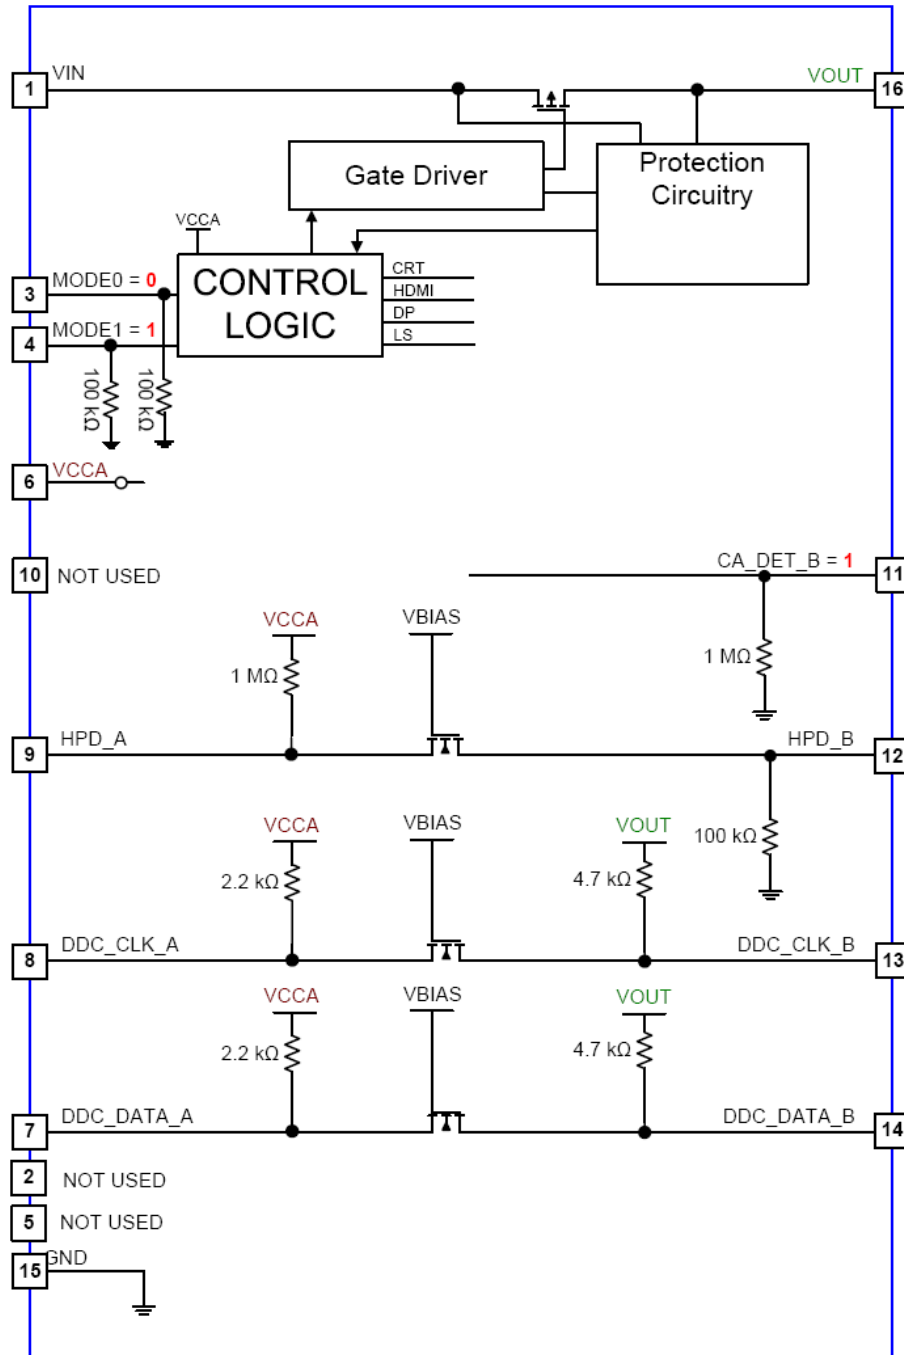 1
VIN
VOUT
16
Gate Driver
Protection
Circuitry
VCCA
CONTROL
LOGIC
CRT
HDMI
DP
LS
3
MODE0 = 0
4
MODE1 = 1
100 kΩ
100 kΩ
6
VCCA
10
NOT USED
CA_DET_B = 1
11
VCCA
VBIAS
1 MΩ
1 MΩ
9
HPD_A
HPD_B
12
VCCA
VBIAS
VOUT
100 kΩ
2.2 kΩ
4.7 kΩ
8
DDC_CLK_A
DDC_CLK_B
13
VCCA
VBIAS
VOUT
2.2 kΩ
4.7 kΩ
7
DDC_DATA_A
DDC_DATA_B
14
2
NOT USED
5
NOT USED
15
GND